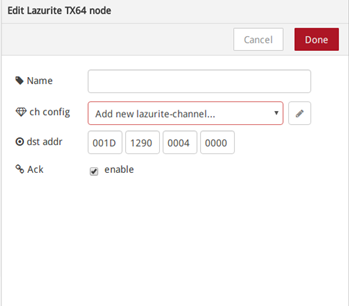 Edit Lazurite TX64 node
Cancel Done
Name
ch config Add new lazurite-channel...
dst addr 001D 1290 0004 0000
Ack enable